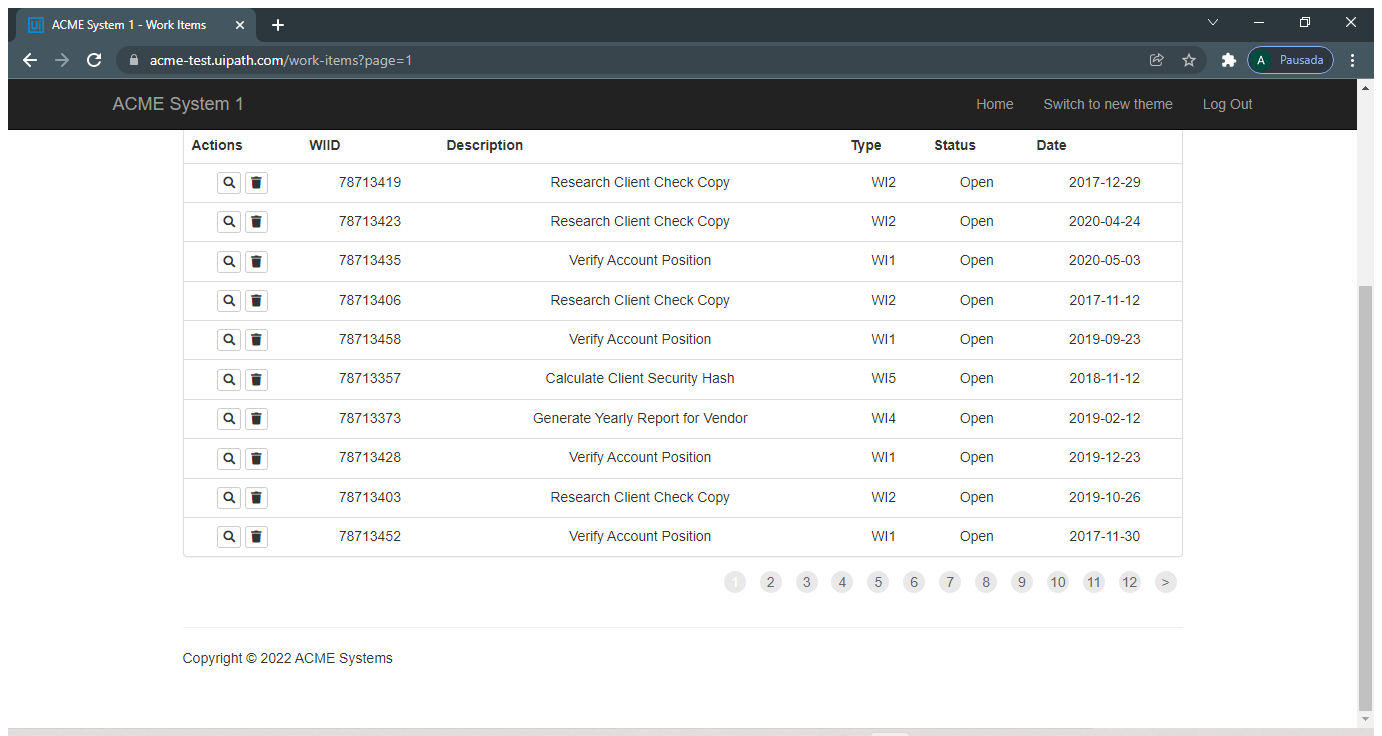 ACME System 1 - Work Items
acme-test.uipath.com/work-items?page=1
A Pausada
ACME System 1 Home Switch to new theme Log Out
Actions WIID Description Type Status Date
78713419 Research Client Check Copy WI2 Open 2017-12-29
78713423 Research Client Check Copy WI2 Open 2020-04-24
78713435 Verify Account Position WI1 Open 2020-05-03
78713406 Research Client Check Copy WI2 Open 2017-11-12
78713458 Verify Account Position WI1 Open 2019-09-23
78713357 Calculate Client Security Hash WI5 Open 2018-11-12
78713373 Generate Yearly Report for Vendor WI4 Open 2019-02-12
78713428 Verify Account Position WI1 Open 2019-12-23
78713403 Research Client Check Copy WI2 Open 2019-10-26
78713452 Verify Account Position WI1 Open 2017-11-30
1 2 3 4 5 6 7 8 9 10 11 12 >
Copyright © 2022 ACME Systems